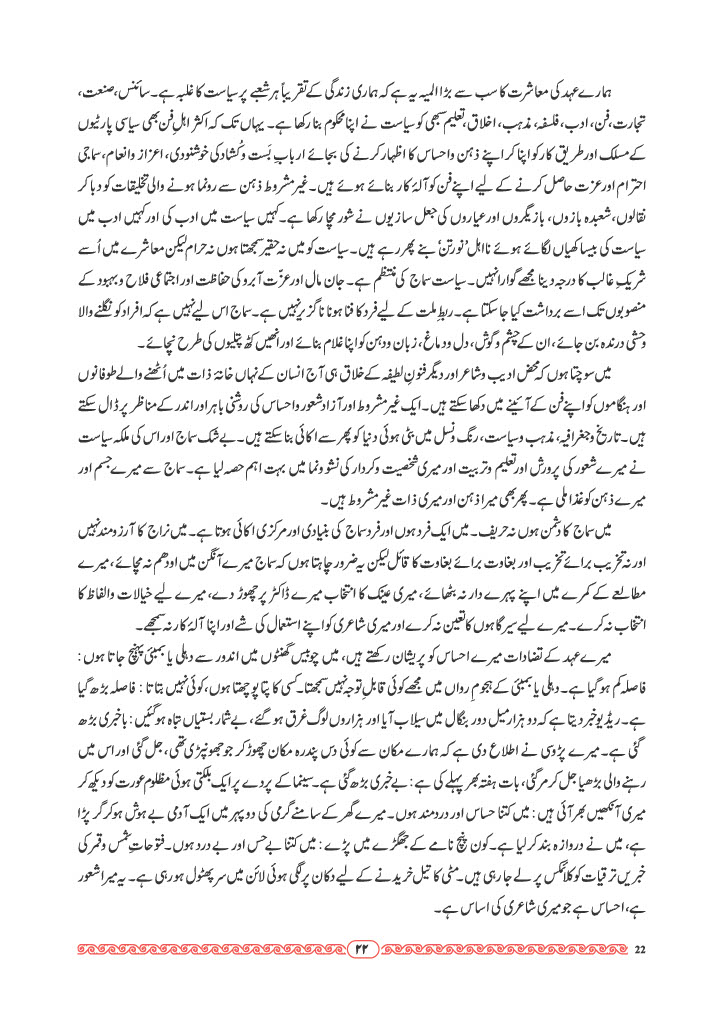 ہمارے عہد کی معاشرت کا سب سے بڑا المیہ یہ ہے کہ ہماری زندگی کے تقریباً ہر شعبے پر سیاست کا غلبہ ہے۔ سائنس، صنعت،
تجارت، فن، ادب، فلسفہ، مذہب، اخلاق، تعلیم سبھی کو سیاست نے اپنا محکوم بنا رکھا ہے۔ یہاں تک کہ اکثر اہلِ فن بھی سیاسی پارٹیوں
کے مسلک اور طریقِ کار کو اپنا کر اپنے ذہن و احساس کا اظہار کرنے کی بجائے اربابِ بَست و کُشاد کی خوشنودی، اعزاز و انعام، سماجی
احترام اور عزت حاصل کرنے کے لیے اپنے فن کو آلۂ کار بنائے ہوئے ہیں۔ غیر مشروط ذہن سے رونما ہونے والی تخلیقات کو دبا کر
نقالوں، شعبدہ بازوں، بازیگروں اور عیاروں کی جعل سازیوں نے شور مچا رکھا ہے۔ کہیں سیاست میں ادب کی اور کہیں ادب میں
سیاست کی بیساکھیاں لگائے ہوئے نااہل ’نورتن‘ بنے پھر رہے ہیں۔ سیاست کو میں نہ حقیر سمجھتا ہوں نہ حرام لیکن معاشرے میں اُسے
شریکِ غالب کا درجہ دینا مجھے گوارا نہیں۔ سیاست سماج کی منتظم ہے۔ جان مال اور عزّت آبرو کی حفاظت اور اجتماعی فلاح و بہبود کے
منصوبوں تک اسے برداشت کیا جا سکتا ہے۔ ربطِ ملت کے لیے فرد کا فنا ہونا ناگزیر نہیں ہے۔ سماج اس لیے نہیں ہے کہ افراد کو نگلنے والا
وحشی درندہ بن جائے، ان کے چشم و گوش، دل و دماغ، زبان و دہن کو اپنا غلام بنائے اور انھیں کٹھ پتلیوں کی طرح نچائے۔
میں سوچتا ہوں کہ محض ادیب و شاعر اور دیگر فنونِ لطیفہ کے خلاق ہی آج انسان کے نہاں خانۂ ذات میں اُٹھنے والے طوفانوں
اور ہنگاموں کو اپنے فن کے آئینے میں دکھا سکتے ہیں۔ ایک غیر مشروط اور آزاد شعور و احساس کی روشنی باہر اور اندر کے مناظر پر ڈال سکتے
ہیں۔ تاریخ و جغرافیہ، مذہب و سیاست، رنگ و نسل میں بٹی ہوئی دنیا کو پھر سے اکائی بنا سکتے ہیں۔ بے شک سماج اور اس کی ملکہ سیاست
نے میرے شعور کی پرورش اور تعلیم و تربیت اور میری شخصیت و کردار کی نشو و نما میں بہت اہم حصہ لیا ہے۔ سماج سے میرے جسم اور
میرے ذہن کو غذا ملی ہے۔ پھر بھی میرا ذہن اور میری ذات غیر مشروط ہیں۔
میں سماج کا دشمن ہوں نہ حریف۔ میں ایک فرد ہوں اور فرد سماج کی بنیادی اور مرکزی اکائی ہوتا ہے۔ میں نراج کا آرزومند نہیں
اور نہ تخریب برائے تخریب اور بغاوت برائے بغاوت کا قائل لیکن یہ ضرور چاہتا ہوں کہ سماج میرے آنگن میں اودھم نہ مچائے، میرے
مطالعے کے کمرے میں اپنے پہرے دار نہ بٹھائے، میری عینک کا انتخاب میرے ڈاکٹر پر چھوڑ دے، میرے لیے خیالات و الفاظ کا
انتخاب نہ کرے۔ میرے لیے سیر گاہوں کا تعین نہ کرے اور میری شاعری کو اپنے استعمال کی شے اور اپنا آلۂ کار نہ سمجھے۔
میرے عہد کے تضادات میرے احساس کو پریشان رکھتے ہیں، میں چوبیس گھنٹوں میں اندور سے دہلی یا بمبئی پہنچ جاتا ہوں :
فاصلہ کم ہو گیا ہے۔ دہلی یا بمبئی کے ہجومِ رواں میں مجھے کوئی قابلِ توجہ نہیں سمجھتا۔ کسی کا پتا پوچھتا ہوں، کوئی نہیں بتاتا : فاصلہ بڑھ گیا
ہے۔ ریڈیو خبر دیتا ہے کہ دو ہزار میل دور بنگال میں سیلاب آیا اور ہزاروں لوگ غرق ہو گئے، بے شمار بستیاں تباہ ہو گئیں : باخبری بڑھ
گئی ہے۔ میرے پڑوسی نے اطلاع دی ہے کہ ہمارے مکان سے کوئی دس پندرہ مکان چھوڑ کر جو جھونپڑی تھی، جل گئی اور اس میں
رہنے والی بڑھیا جل کر مر گئی، بات ہفتہ بھر پہلے کی ہے : بے خبری بڑھ گئی ہے۔ سینما کے پردے پر ایک بلکتی ہوئی مظلوم عورت کو دیکھ کر
میری آنکھیں بھر آئی ہیں : میں کتنا حساس اور دردمند ہوں۔ میرے گھر کے سامنے گرمی کی دوپہر میں ایک آدمی بے ہوش ہو کر گر پڑا
ہے، میں نے دروازہ بند کر لیا ہے۔ کون پنچ نامے کے جھگڑے میں پڑے : میں کتنا بے حس اور بے درد ہوں۔ فتوحاتِ شمس و قمر کی
خبریں ترقیات کو کلائمکس پر لے جا رہی ہیں۔ مٹی کا تیل خریدنے کے لیے دکان پر لگی ہوئی لائن میں سر پھٹول ہو رہی ہے۔ یہ میرا شعور
ہے، احساس ہے جو میری شاعری کی اساس ہے۔
۲۲ 22